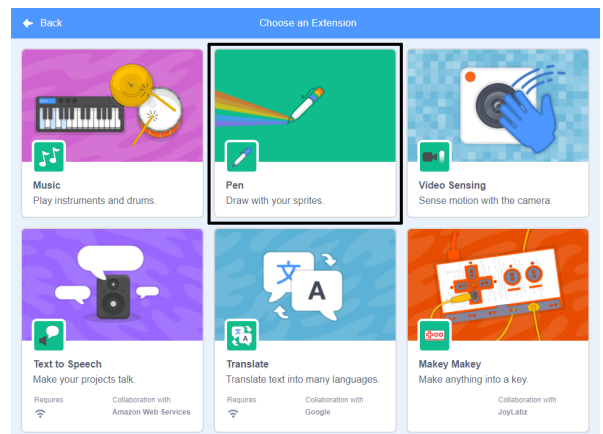 Back
Choose an Extension
Music
Play instruments and drums.
Pen
Draw with your sprites.
Video Sensing
Sense motion with the camera.
文
A
Text to Speech
Make your projects talk.
Requires
Collaboration with
Amazon Web Services
文
A
Translate
Translate text into many languages.
Requires
Collaboration with
Google
Makey Makey
Make anything into a key.
Collaboration with
JoyLabz